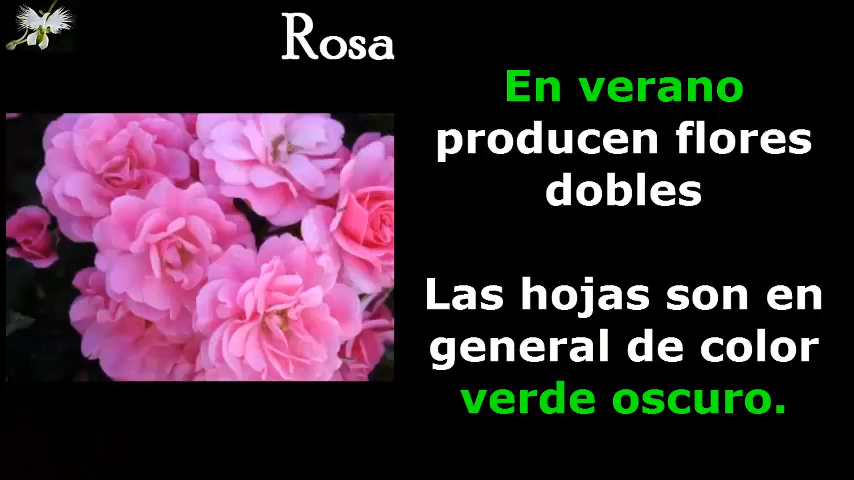 Rosa
En verano
producen flores
dobles
Las hojas son en
general de color
verde oscuro.